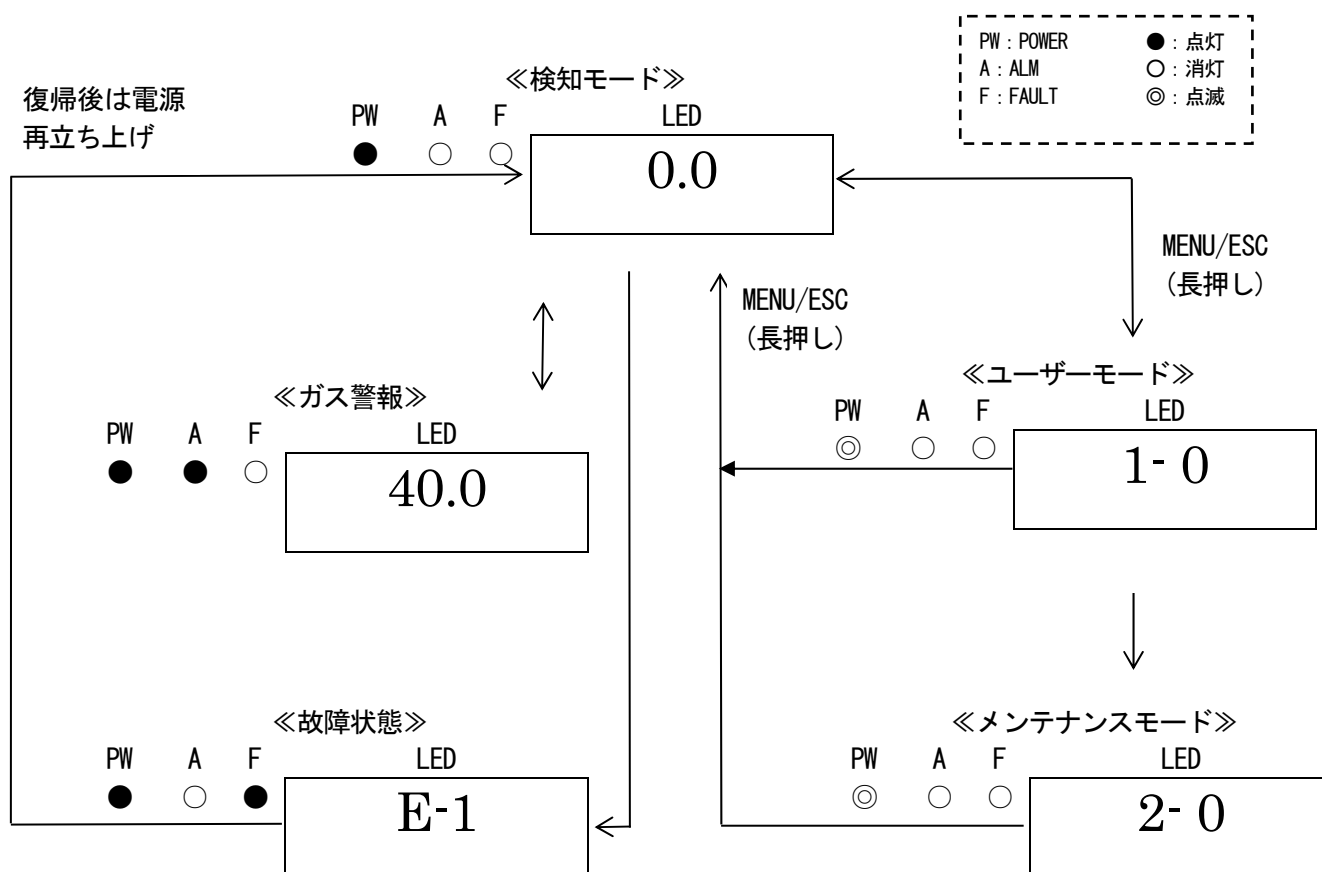 PW：POWER ●：点灯
A：ALM ○：消灯
F：FAULT ◎：点滅
≪検知モード≫
復帰後は電源
再立ち上げ
PW A F LED
● ○ ○
0.0
MENU/ESC
(長押し)
MENU/ESC
(長押し)
≪ユーザーモード≫
PW A F LED
◎ ○ ○
1- 0
≪ガス警報≫
PW A F LED
● ● ○
40.0
≪故障状態≫
PW A F LED
● ○ ●
E-1
≪メンテナンスモード≫
PW A F LED
◎ ○ ○
2- 0